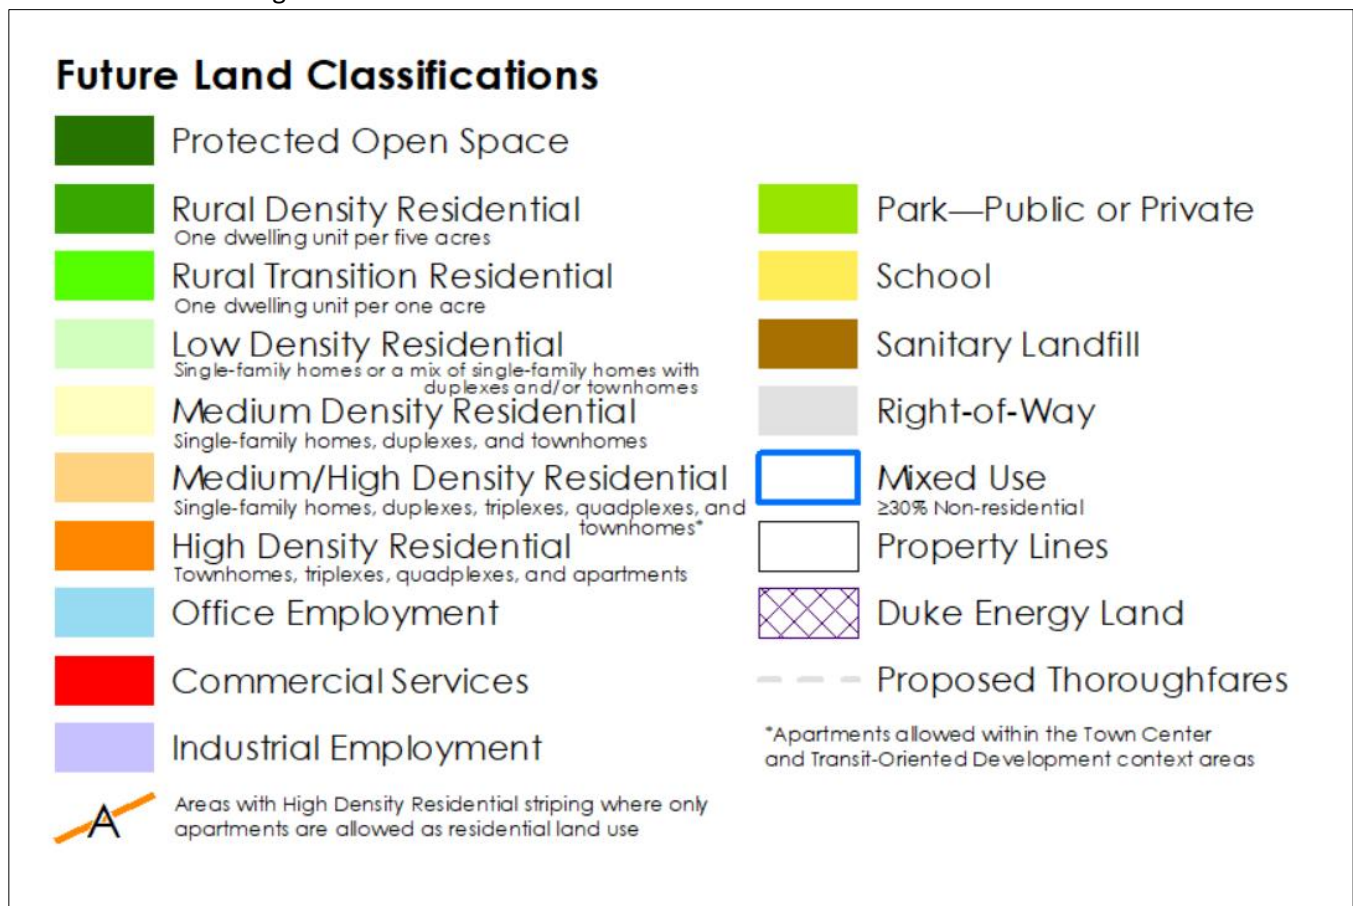 Future Land Classifications
Protected Open Space
Rural Density Residential
One dwelling unit per five acres
Rural Transition Residential
One dwelling unit per one acre
Low Density Residential
Single-family homes or a mix of single-family homes with
duplexes and/or townhomes
Medium Density Residential
Single-family homes, duplexes, and townhomes
Medium/High Density Residential
Single-family homes, duplexes, triplexes, quadplexes, and
townhomes*
High Density Residential
Townhomes, triplexes, quadplexes, and apartments
Office Employment
Commercial Services
Industrial Employment
A
Areas with High Density Residential striping where only
apartments are allowed as residential land use
Park—Public or Private
School
Sanitary Landfill
Right-of-Way
Mixed Use
≥30% Non-residential
Property Lines
Duke Energy Land
Proposed Thoroughfares
*Apartments allowed within the Town Center
and Transit-Oriented Development context areas